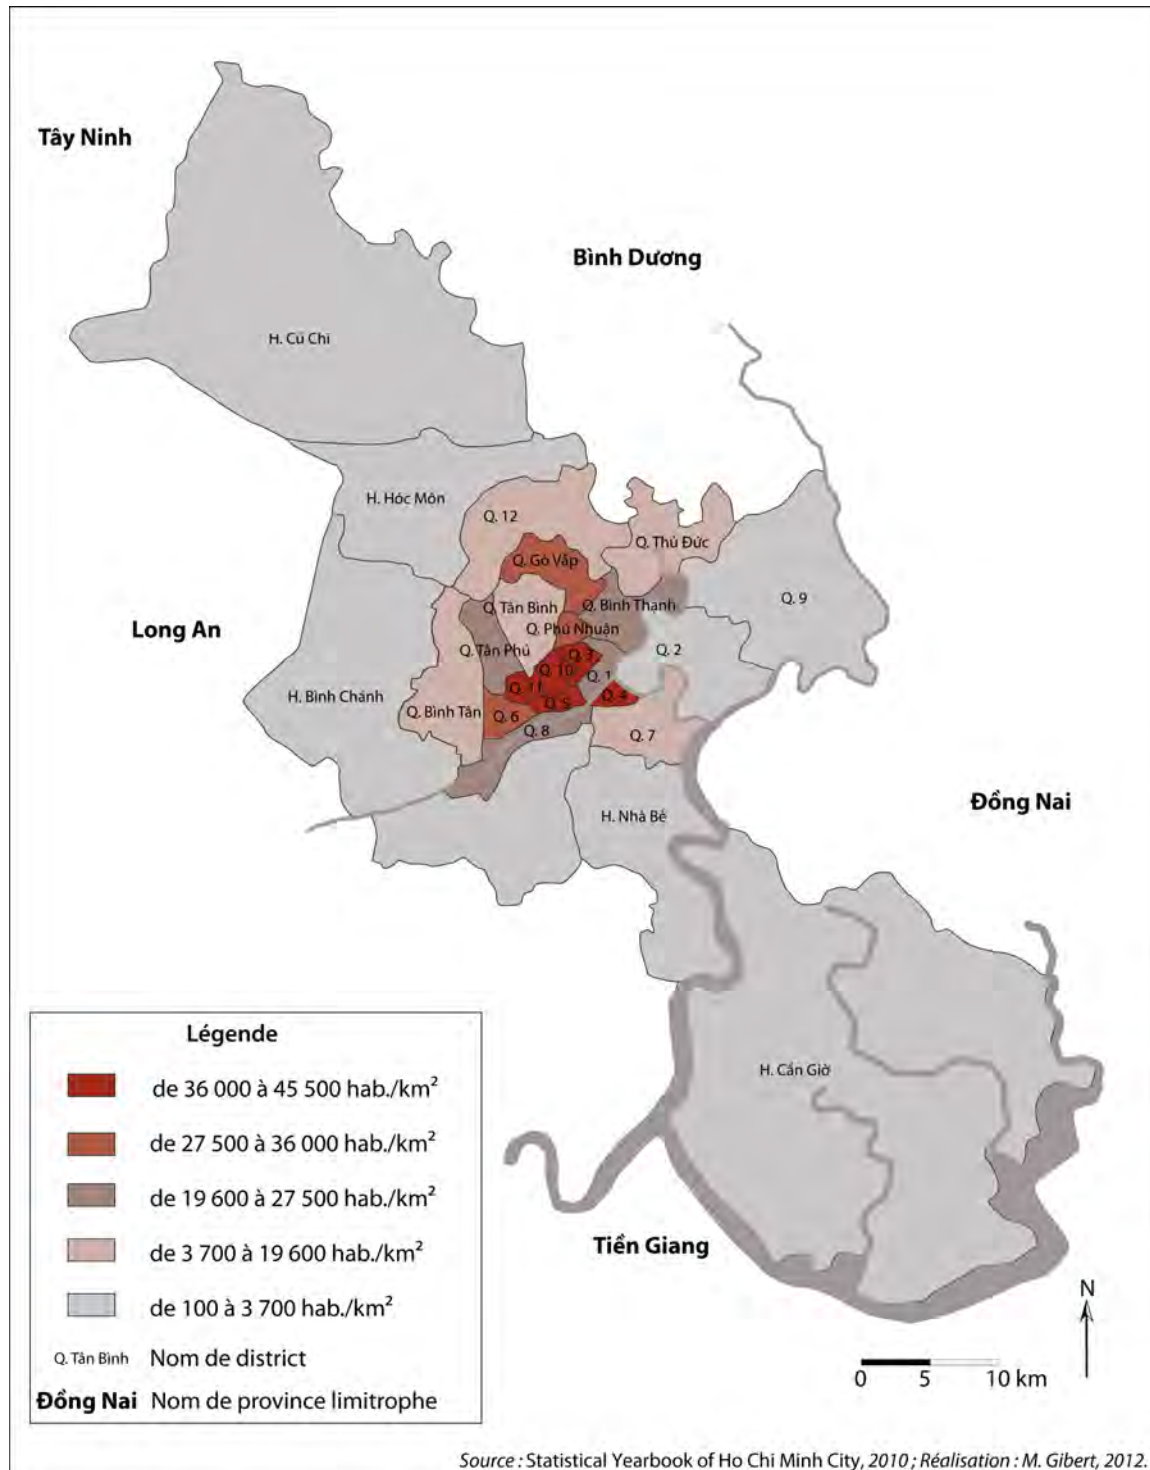 Tây Ninh
Bình Dương
H. Củ Chi
H. Hóc Môn
Q. 12
Q. Thủ Đức
Q. Gò Vấp
Q. 9
Q. Tân Bình
Q. Bình Thạnh
Long An
Q. Phú Nhuận
Q. Tân Phú
Q. 2
Q. 3
Q. 10
Q. 1
Q. 11
H. Bình Chánh
Q. 4
Q. 5
Q. Bình Tân
Q. 6
Q. 8
Q. 7
Đồng Nai
H. Nhà Bè
H. Cần Giờ
Tiền Giang
Légende
de 36 000 à 45 500 hab./km²
de 27 500 à 36 000 hab./km²
de 19 600 à 27 500 hab./km²
de 3 700 à 19 600 hab./km²
de 100 à 3 700 hab./km²
Q. Tân Bình Nom de district
Đồng Nai Nom de province limitrophe
N
0 5 10 km
Source : Statistical Yearbook of Ho Chi Minh City, 2010 ; Réalisation : M. Gibert, 2012.